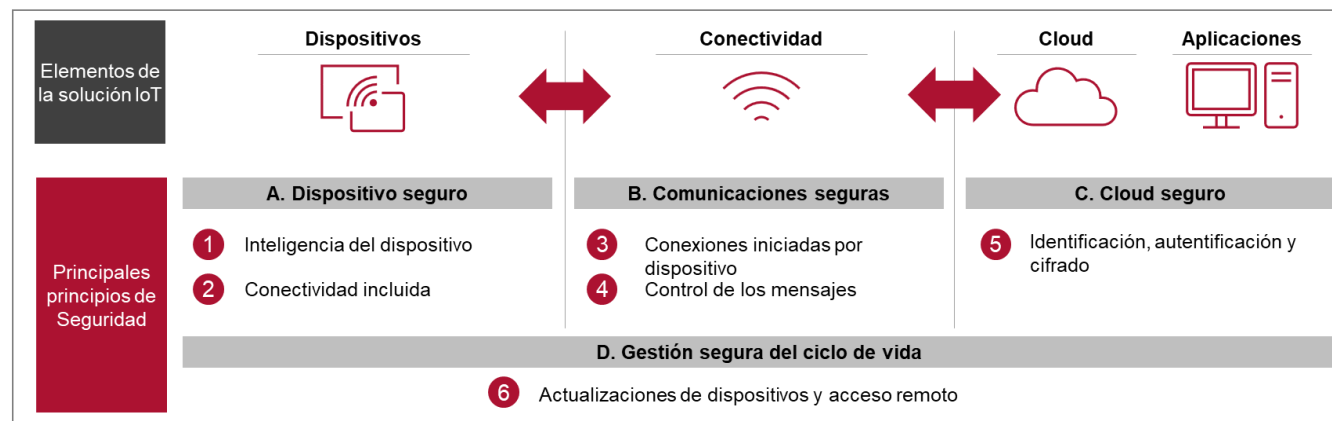 Elementos de
la solución IoT
Dispositivos
Conectividad
Cloud
Aplicaciones
Principales
principios de
Seguridad
A. Dispositivo seguro
1 Inteligencia del dispositivo
2 Conectividad incluida
B. Comunicaciones seguras
3 Conexiones iniciadas por
dispositivo
4 Control de los mensajes
C. Cloud seguro
5 Identificación, autentificación y
cifrado
D. Gestión segura del ciclo de vida
6 Actualizaciones de dispositivos y acceso remoto